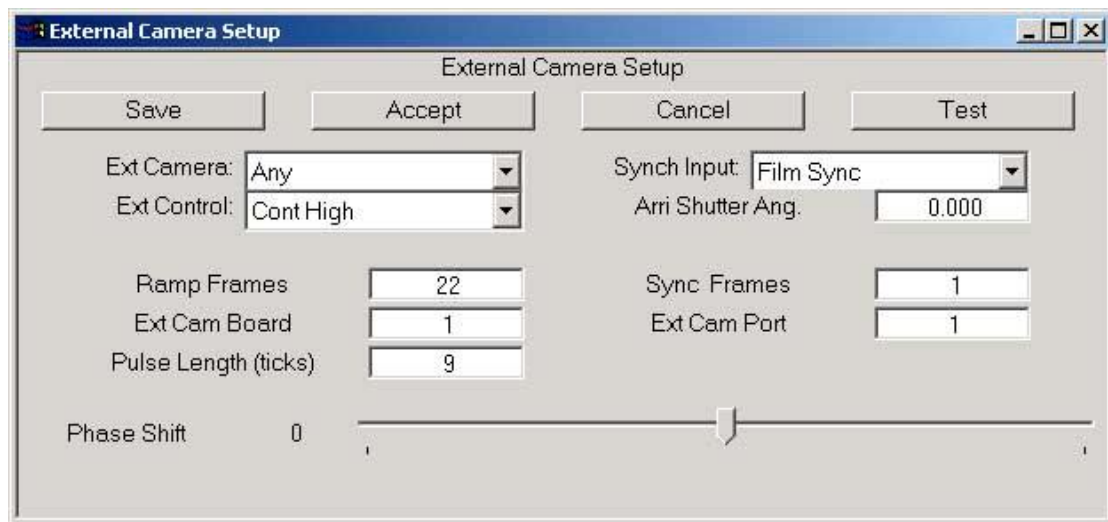 External Camera Setup
External Camera Setup
Save Accept Cancel Test
Ext Camera: Any Synch Input: Film Sync
Ext Control: Cont High Arri Shutter Ang. 0.000
Ramp Frames 22 Sync Frames 1
Ext Cam Board 1 Ext Cam Port 1
Pulse Length (ticks) 9
Phase Shift 0